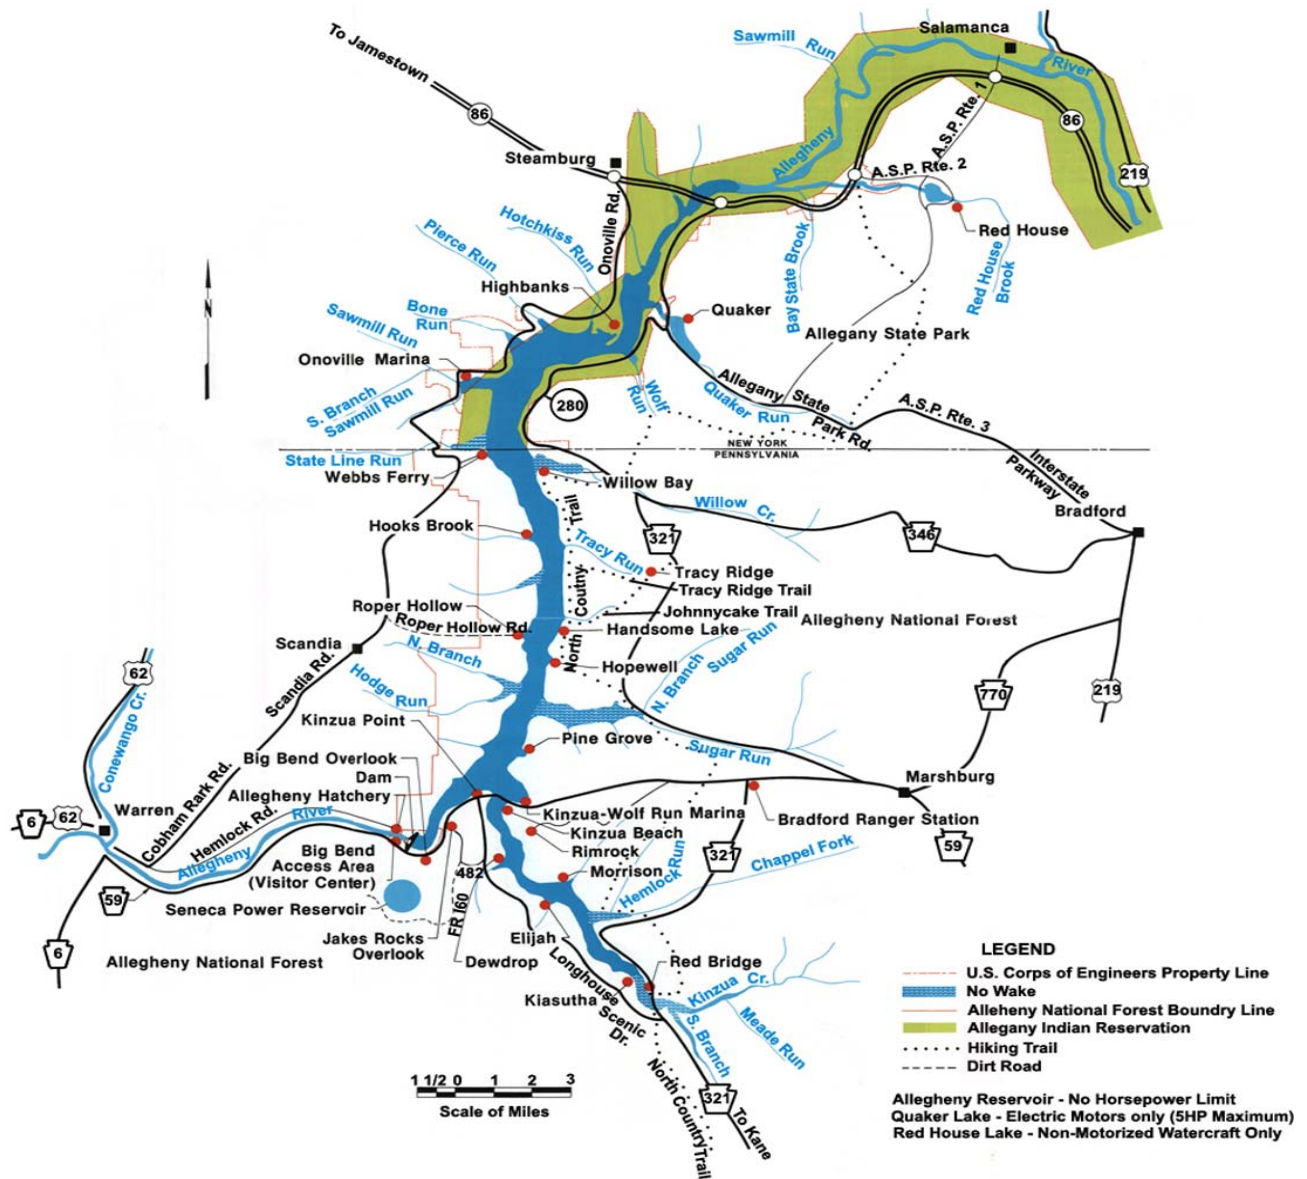 To Jamestown
86
Sawmill Run
Salamanca
River
A.S.P. Rte. 1
86
Steamburg
Allegheny
A.S.P. Rte. 2
219
Onoville Rd.
Hotchkiss Run
Pierce Run
Red House
Bay State Brook
Red House
Brook
Highbanks
N
Bone
Run
Quaker
Sawmill Run
Allegany State Park
Onoville Marina
S. Branch
Sawmill Run
280
Wolf
Run
Allegany State
Park Rd.
Quaker Run
A.S.P. Rte. 3
NEW YORK
PENNSYLVANIA
State Line Run
Webbs Ferry
Willow Bay
Interstate
Parkway
Willow Cr.
Bradford
Hooks Brook
321
346
Tracy Run
Tracy Ridge
Tracy Ridge Trail
North Coutny Trail
Johnnycake Trail
Roper Hollow
Roper Hollow Rd.
Allegheny National Forest
Handsome Lake
Scandia
N. Branch
N. Branch
Sugar Run
Hopewell
62
Scandia Rd.
Hodge
Run
770
219
Conewango Cr.
Kinzua Point
Pine Grove
Sugar Run
Big Bend Overlook
Dam
Marshburg
Cobham Rark Rd.
Allegheny Hatchery
Warren
6
62
Hemlock Rd.
River
Kinzua-Wolf Run Marina
Bradford Ranger Station
Kinzua Beach
Rimrock
59
Allegheny
Big Bend
Access Area
(Visitor Center)
321
Chappel Fork
482
Morrison
Hemlock Run
59
Seneca Power Reservoir
FR 160
6
Jakes Rocks
Overlook
Elijah
Allegheny National Forest
Dewdrop
Longhouse
Scenic
Dr.
Red Bridge
Kiasutha
Kinzua Cr.
Meade Run
S. Branch
North Country Trail
321
To Kane
1 1/2 0 1 2 3
Scale of Miles
LEGEND
U.S. Corps of Engineers Property Line
No Wake
Alleheny National Forest Boundry Line
Allegany Indian Reservation
Hiking Trail
Dirt Road
Allegheny Reservoir - No Horsepower Limit
Quaker Lake - Electric Motors only (5HP Maximum)
Red House Lake - Non-Motorized Watercraft Only